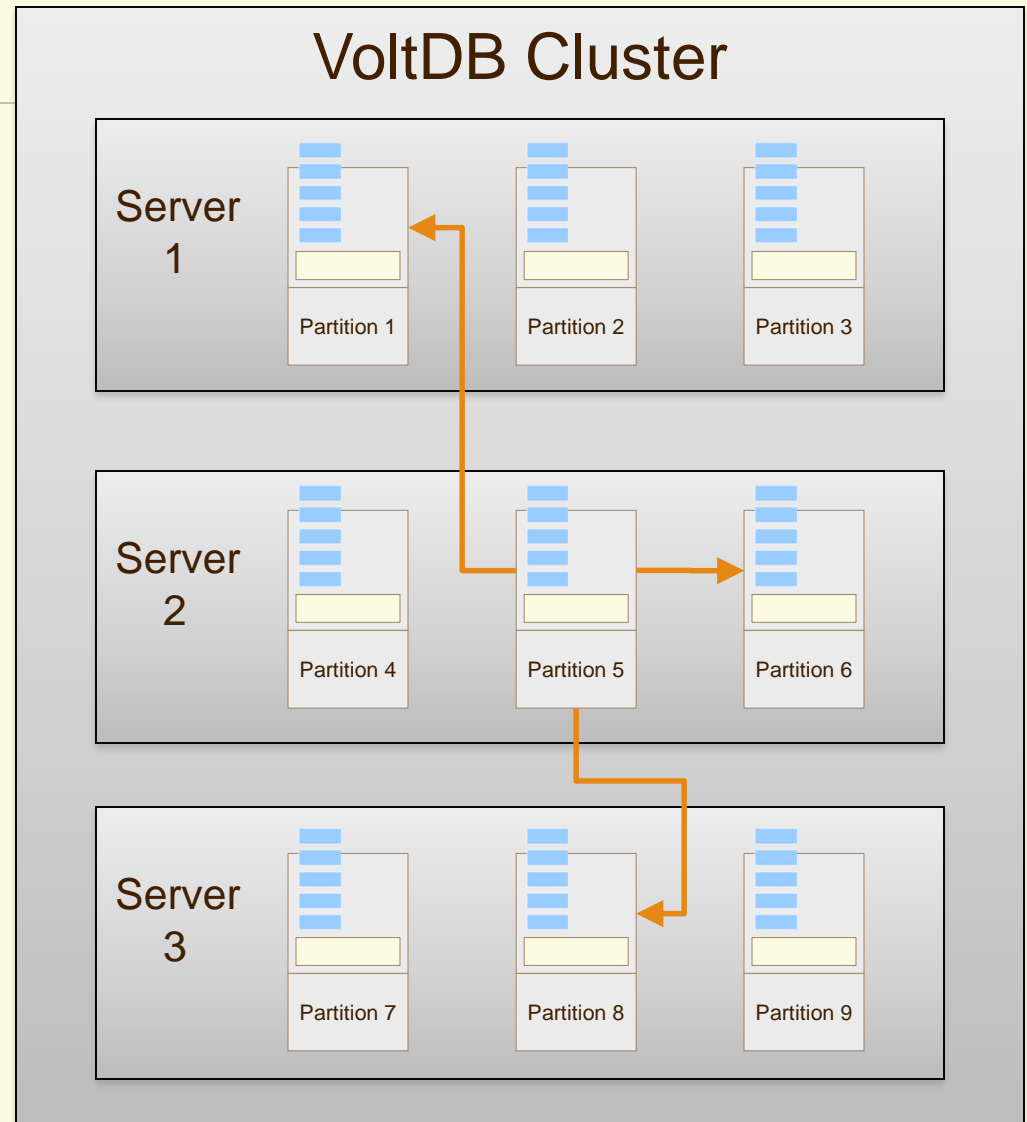 VoltDB Cluster
Server
1
Partition 1
Partition 2
Partition 3
Server
2
Partition 4
Partition 5
Partition 6
Server
3
Partition 7
Partition 8
Partition 9